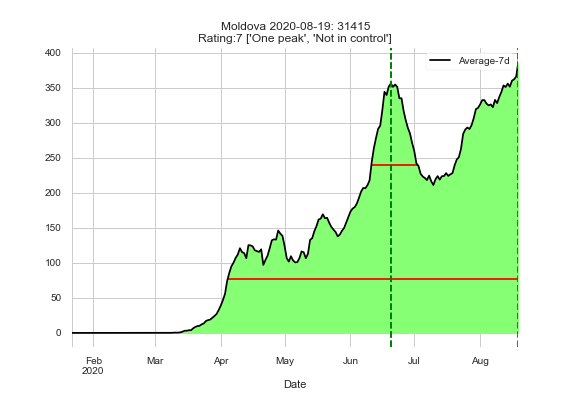 Moldova 2020-08-19: 31415
Rating:7 ['One peak', 'Not in control']
Average-7d
400
350
300
250
200
150
100
50
0
Feb
2020
Mar
Apr
May
Jun
Jul
Aug
Date